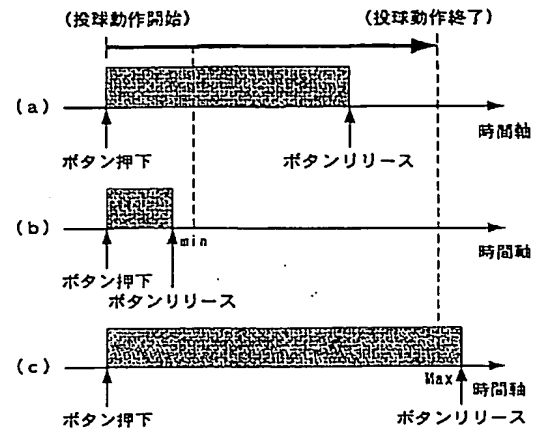 (投球動作開始) (投球動作終了)
(a)
時間軸
ボタン押下 ボタンリリース
(b)
min
時間軸
ボタン押下
ボタンリリース
(c)
Max
時間軸
ボタン押下 ボタンリリース